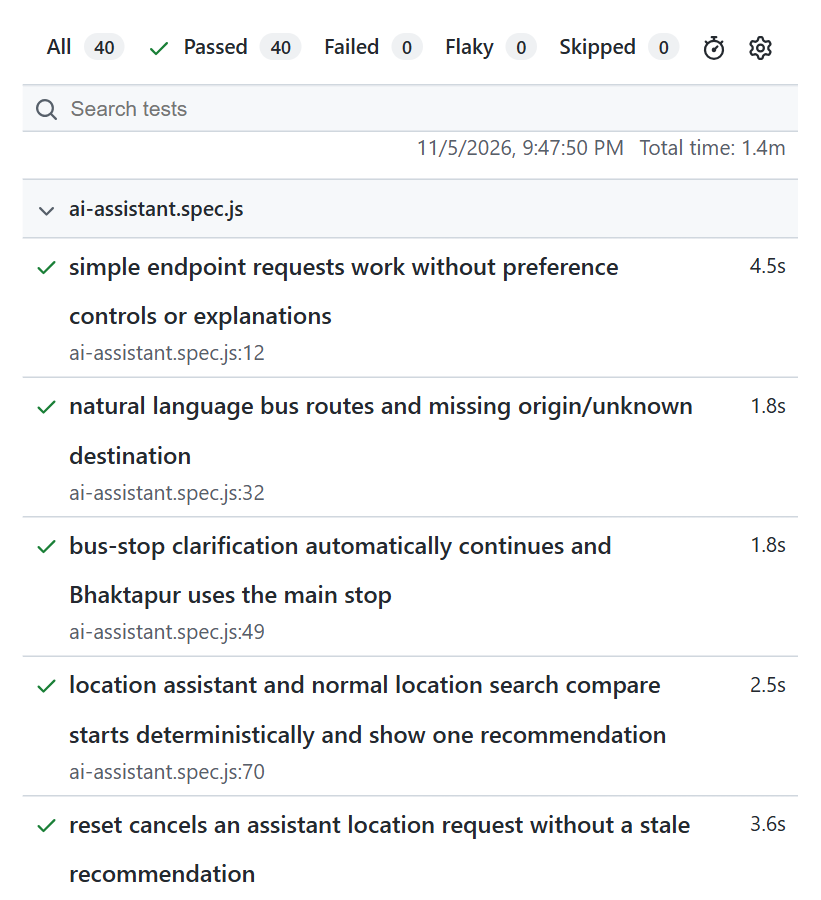 All 40 Passed 40 Failed 0 Flaky 0 Skipped 0
Search tests
11/5/2026, 9:47:50 PM Total time: 1.4m
ai-assistant.spec.js
simple endpoint requests work without preference 4.5s
controls or explanations
ai-assistant.spec.js:12
natural language bus routes and missing origin/unknown 1.8s
destination
ai-assistant.spec.js:32
bus-stop clarification automatically continues and 1.8s
Bhaktapur uses the main stop
ai-assistant.spec.js:49
location assistant and normal location search compare 2.5s
starts deterministically and show one recommendation
ai-assistant.spec.js:70
reset cancels an assistant location request without a stale 3.6s
recommendation